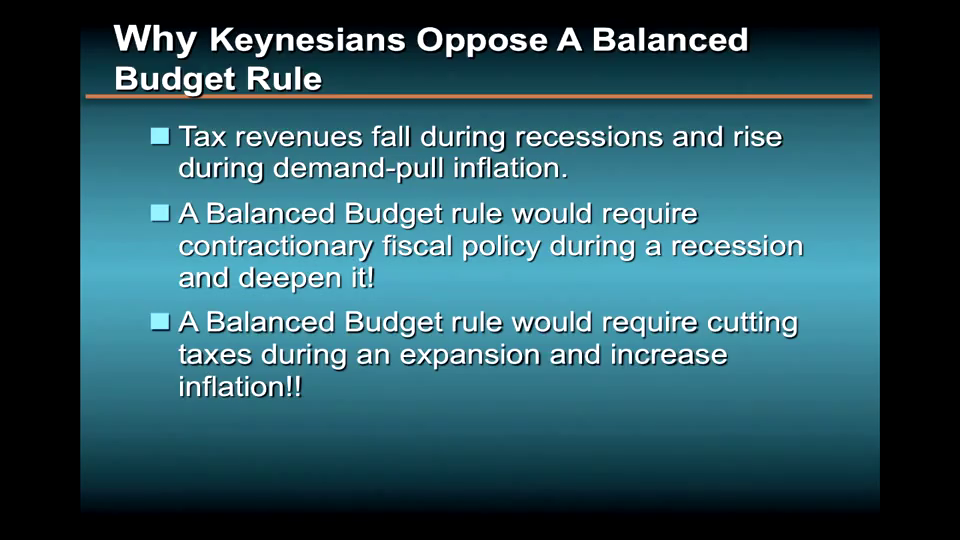 Why Keynesians Oppose A Balanced
Budget Rule
Tax revenues fall during recessions and rise
during demand-pull inflation.
A Balanced Budget rule would require
contractionary fiscal policy during a recession
and deepen it!
A Balanced Budget rule would require cutting
taxes during an expansion and increase
inflation!!